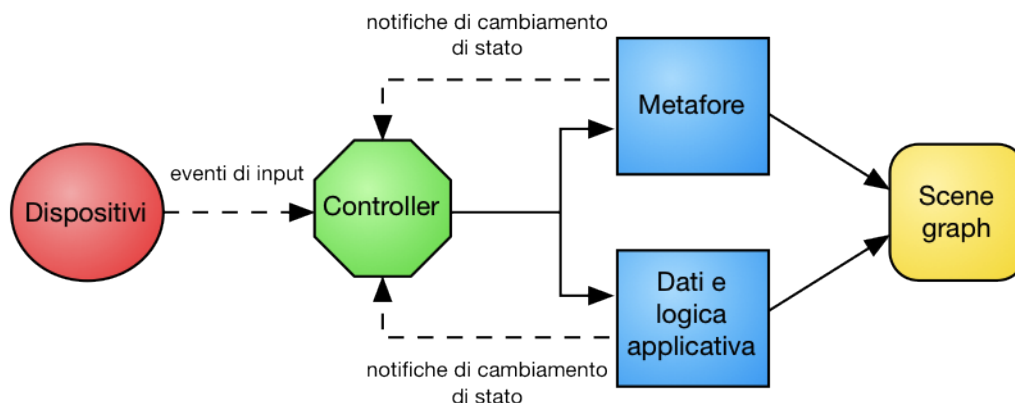 notifiche di cambiamento
di stato
Metafore
eventi di input
Dispositivi
Controller
Scene
graph
Dati e
logica
applicativa
notifiche di cambiamento
di stato